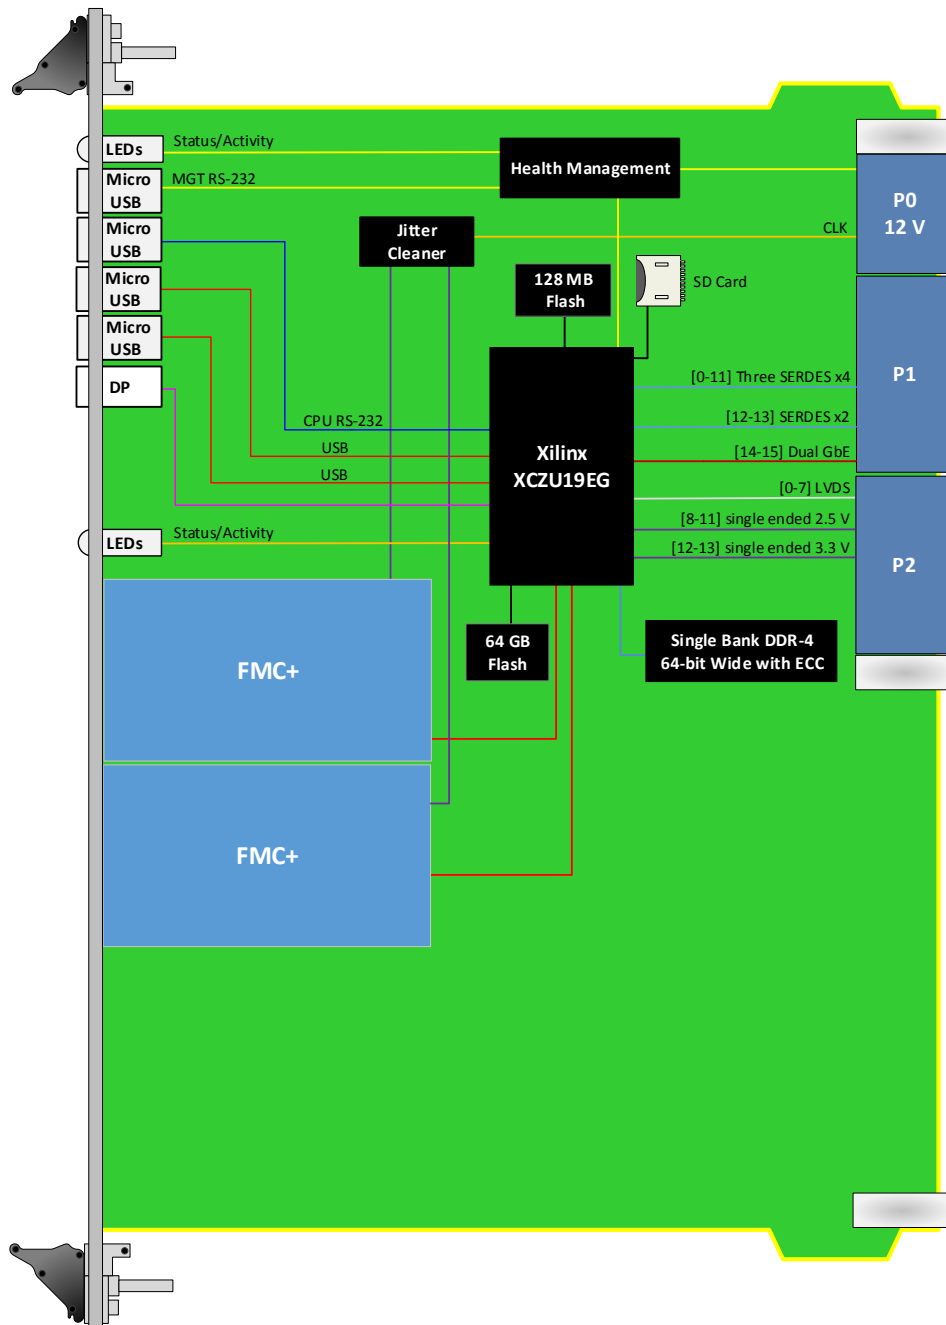 LEDs
Status/Activity
Micro
USB
MGT RS-232
Health Management
P0
12 V
Micro
USB
Jitter
Cleaner
CLK
Micro
USB
128 MB
Flash
SD Card
Micro
USB
DP
[0-11] Three SERDES x4
P1
CPU RS-232
[12-13] SERDES x2
USB
[14-15] Dual GbE
Xilinx
XCZU19EG
USB
[0-7] LVDS
[8-11] single ended 2.5 V
LEDs
Status/Activity
[12-13] single ended 3.3 V
P2
64 GB
Flash
Single Bank DDR-4
64-bit Wide with ECC
FMC+
FMC+